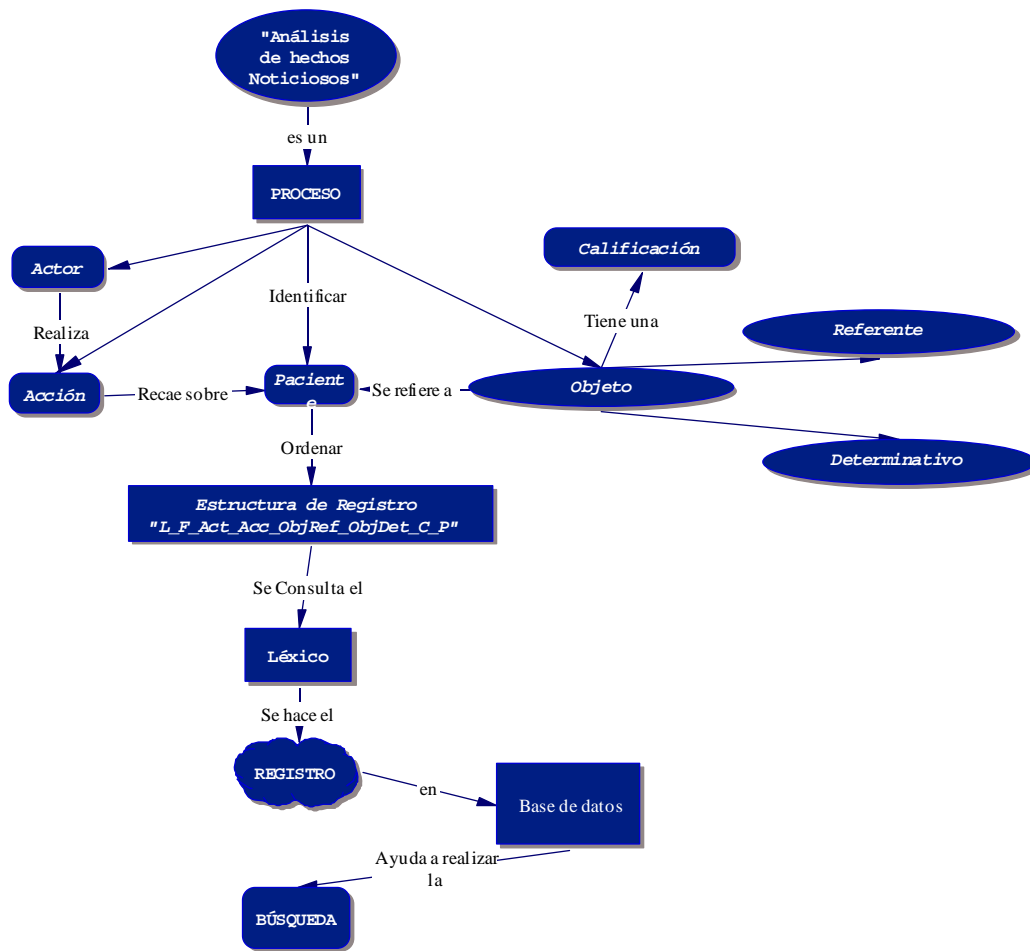 "Análisis
de hechos
Noticiosos"
es un
PROCESO
Calificación
Actor
Identificar
Tiene una
Referente
Realiza
Acción
Recae sobre
Pacient
e
Se refiere a
Objeto
Ordenar
Determinativo
Estructura de Registro
"L_F_Act_Acc_ObjRef_ObjDet_C_P"
Se Consulta el
Léxico
Se hace el
REGISTRO
en
Base de datos
Ayuda a realizar
la
BÚSQUEDA